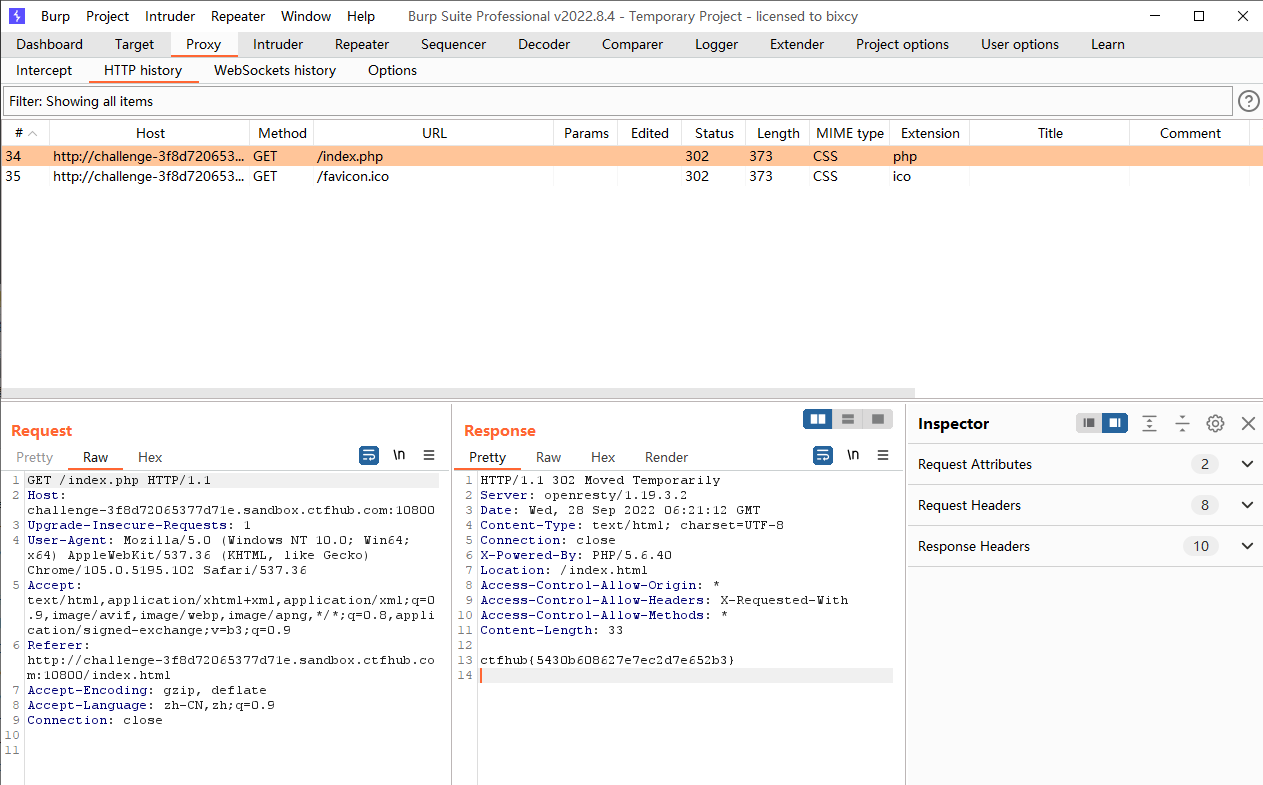 Burp Project Intruder Repeater Window Help Burp Suite Professional v2022.8.4 - Temporary Project - licensed to bixcy
Dashboard Target Proxy Intruder Repeater Sequencer Decoder Comparer Logger Extender Project options User options Learn
Intercept HTTP history WebSockets history Options
Filter: Showing all items
# Host Method URL Params Edited Status Length MIME type Extension Title Comment
34 http://challenge-3f8d720653... GET /index.php 302 373 CSS php
35 http://challenge-3f8d720653... GET /favicon.ico 302 373 CSS ico
Request
Pretty Raw Hex \n
1 GET /index.php HTTP/1.1
2 Host:
challenge-3f8d72065377d71e.sandbox.ctfhub.com:10800
3 Upgrade-Insecure-Requests: 1
4 User-Agent: Mozilla/5.0 (Windows NT 10.0; Win64;
x64) AppleWebKit/537.36 (KHTML, like Gecko)
Chrome/105.0.5195.102 Safari/537.36
5 Accept:
text/html,application/xhtml+xml,application/xml;q=0
.9,image/avif,image/webp,image/apng,*/*;q=0.8,appli
cation/signed-exchange;v=b3;q=0.9
6 Referer:
http://challenge-3f8d72065377d71e.sandbox.ctfhub.co
m:10800/index.html
7 Accept-Encoding: gzip, deflate
8 Accept-Language: zh-CN,zh;q=0.9
9 Connection: close
10
11
Response
Pretty Raw Hex Render \n
1 HTTP/1.1 302 Moved Temporarily
2 Server: openresty/1.19.3.2
3 Date: Wed, 28 Sep 2022 06:21:12 GMT
4 Content-Type: text/html; charset=UTF-8
5 Connection: close
6 X-Powered-By: PHP/5.6.40
7 Location: /index.html
8 Access-Control-Allow-Origin: *
9 Access-Control-Allow-Headers: X-Requested-With
10 Access-Control-Allow-Methods: *
11 Content-Length: 33
12
13 ctfhub{5430b608627e7ec2d7e652b3}
14
Inspector
Request Attributes 2
Request Headers 8
Response Headers 10